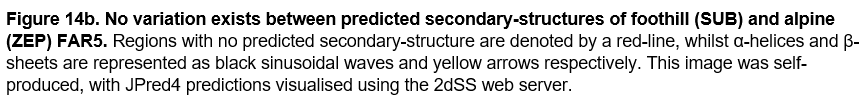 Figure 14b. No variation exists between predicted secondary-structures of foothill (SUB) and alpine
(ZEP) FAR5. Regions with no predicted secondary-structure are denoted by a red-line, whilst α-helices and β-
sheets are represented as black sinusoidal waves and yellow arrows respectively. This image was self-
produced, with JPred4 predictions visualised using the 2dSS web server.